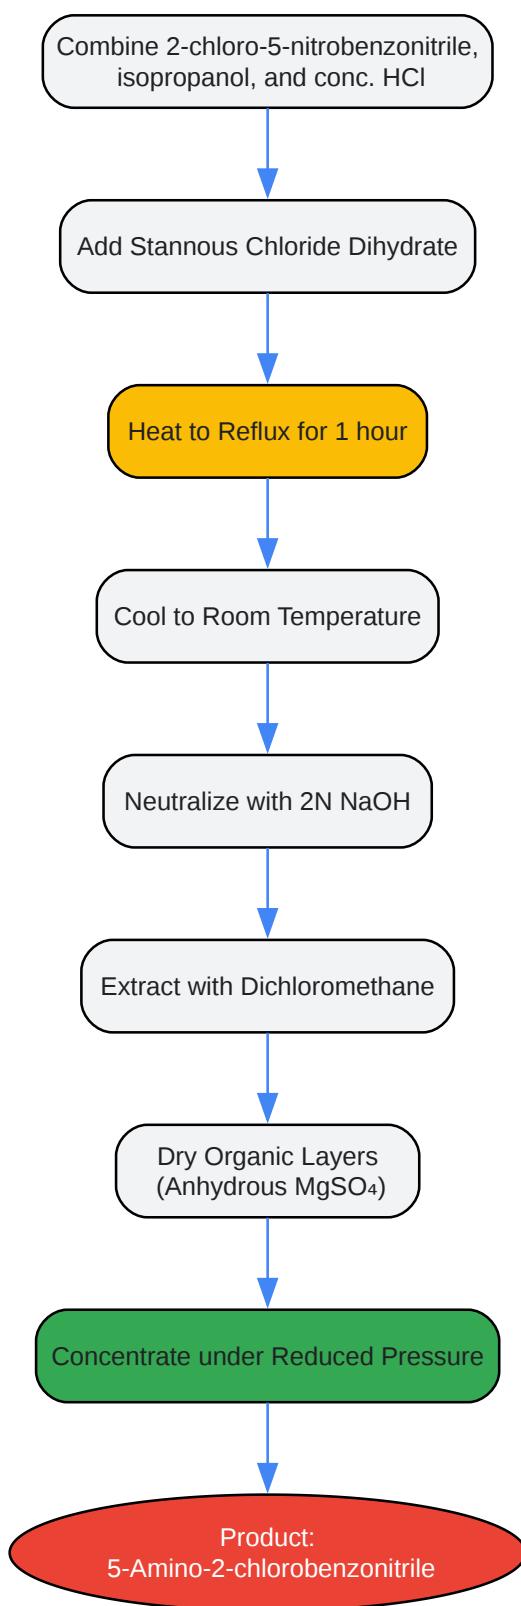 Combine 2-chloro-5-nitrobenzonitrile,
isopropanol, and conc. HCl
Add Stannous Chloride Dihydrate
Heat to Reflux for 1 hour
Cool to Room Temperature
Neutralize with 2N NaOH
Extract with Dichloromethane
Dry Organic Layers
(Anhydrous MgSO₄)
Concentrate under Reduced Pressure
Product:
5-Amino-2-chlorobenzonitrile